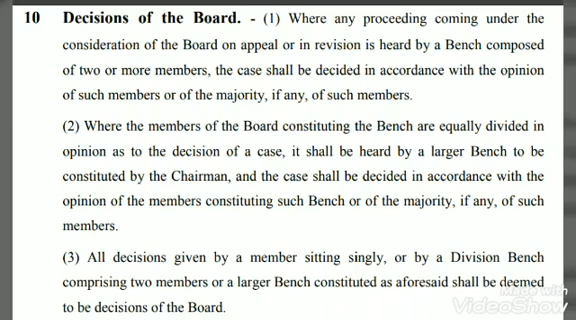 10 Decisions of the Board. - (1) Where any proceeding coming under the
consideration of the Board on appeal or in revision is heard by a Bench composed
of two or more members, the case shall be decided in accordance with the opinion
of such members or of the majority, if any, of such members.
(2) Where the members of the Board constituting the Bench are equally divided in
opinion as to the decision of a case, it shall be heard by a larger Bench to be
constituted by the Chairman, and the case shall be decided in accordance with the
opinion of the members constituting such Bench or of the majority, if any, of such
members.
(3) All decisions given by a member sitting singly, or by a Division Bench
comprising two members or a larger Bench constituted as aforesaid shall be deemed
to be decisions of the Board.
Made with
VideoShow